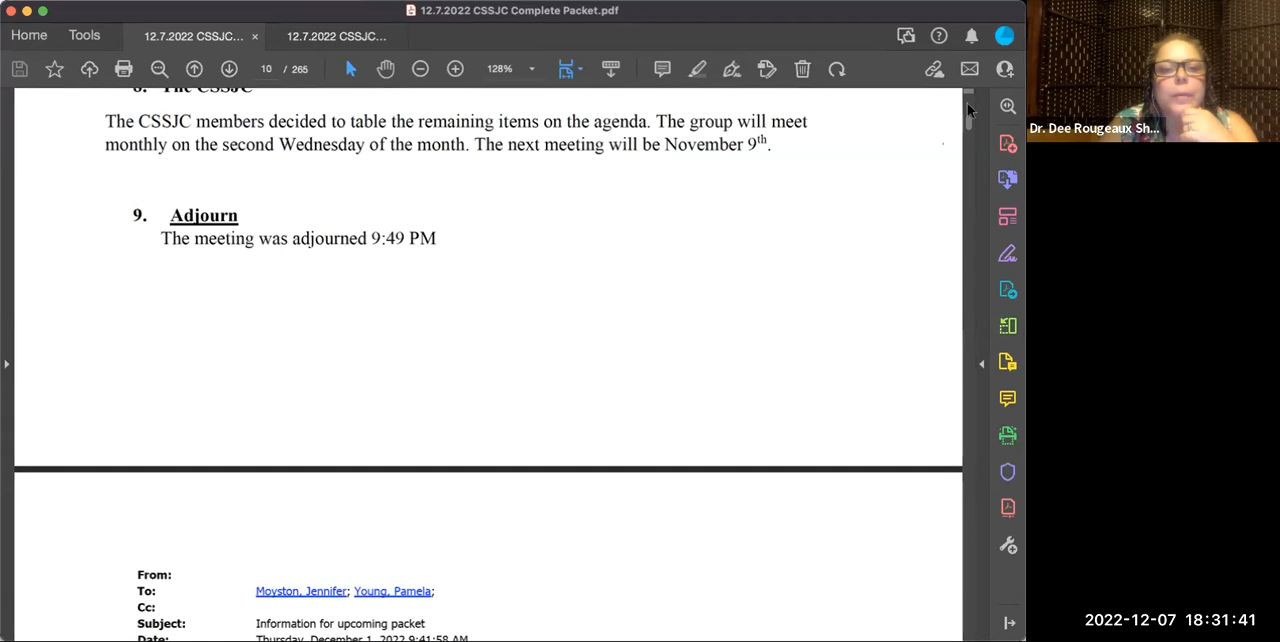 12.7.2022 CSSJC Complete Packet.pdf
Home Tools 12.7.2022 CSSJC... × 12.7.2022 CSSJC...
10 / 265 128%
8. The CSSJC
The CSSJC members decided to table the remaining items on the agenda. The group will meet
monthly on the second Wednesday of the month. The next meeting will be November 9th.
9. Adjourn
The meeting was adjourned 9:49 PM
From:
To: Moyston, Jennifer; Young, Pamela;
Cc:
Subject: Information for upcoming packet
Date: Thursday, December 1, 2022 9:41:58 AM
Dr. Dee Rougeaux Sh...
2022-12-07 18:31:41